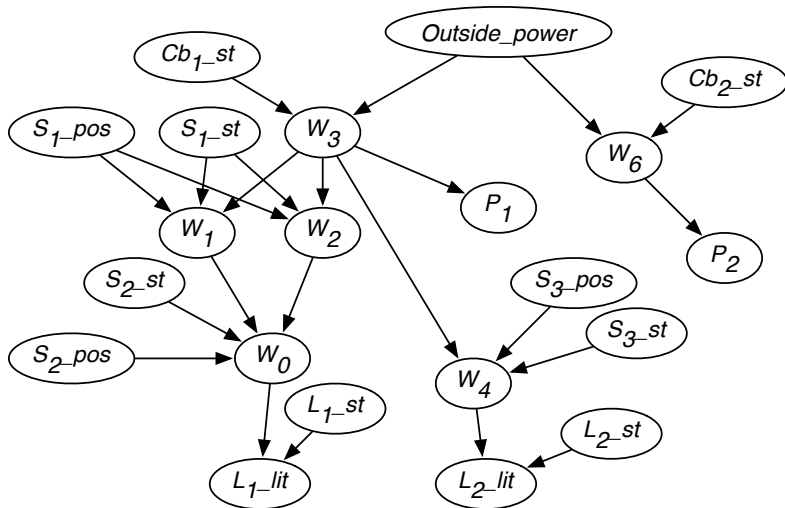 Outside_power
Cb1_st
Cb2_st
S1_pos
S1_st
W3
W6
P1
W1
W2
P2
S2_st
S3_pos
S3_st
S2_pos
W0
W4
L1_st
L2_st
L1_lit
L2_lit